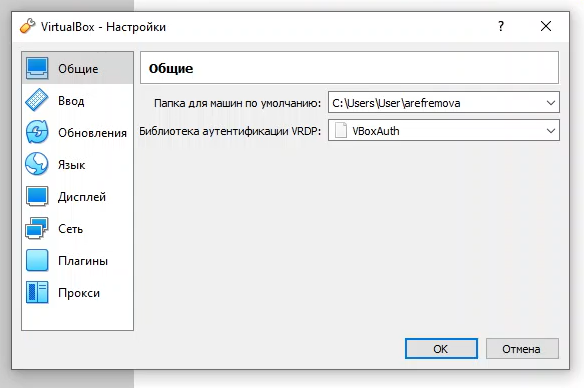 VirtualBox - Настройки
Общие
Ввод
Обновления
Язык
Дисплей
Сеть
Плагины
Прокси
Общие
Папка для машин по умолчанию: C:\Users\User\arefremova
Библиотека аутентификации VRDP: VBoxAuth
OK Отмена